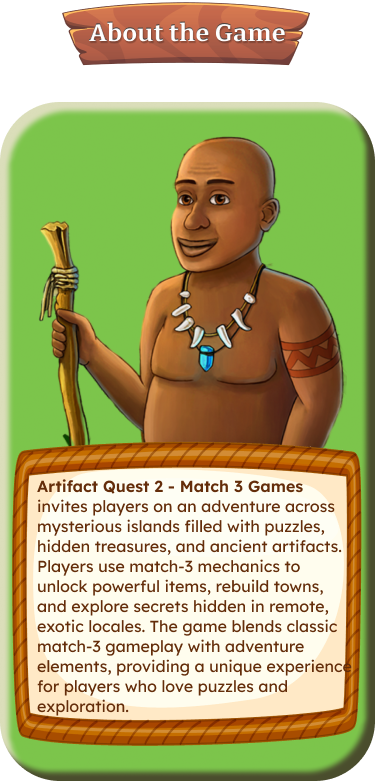 About the Game
Artifact Quest 2 - Match 3 Games
invites players on an adventure across
mysterious islands filled with puzzles,
hidden treasures, and ancient artifacts.
Players use match-3 mechanics to
unlock powerful items, rebuild towns,
and explore secrets hidden in remote,
exotic locales. The game blends classic
match-3 gameplay with adventure
elements, providing a unique experience
for players who love puzzles and
exploration.